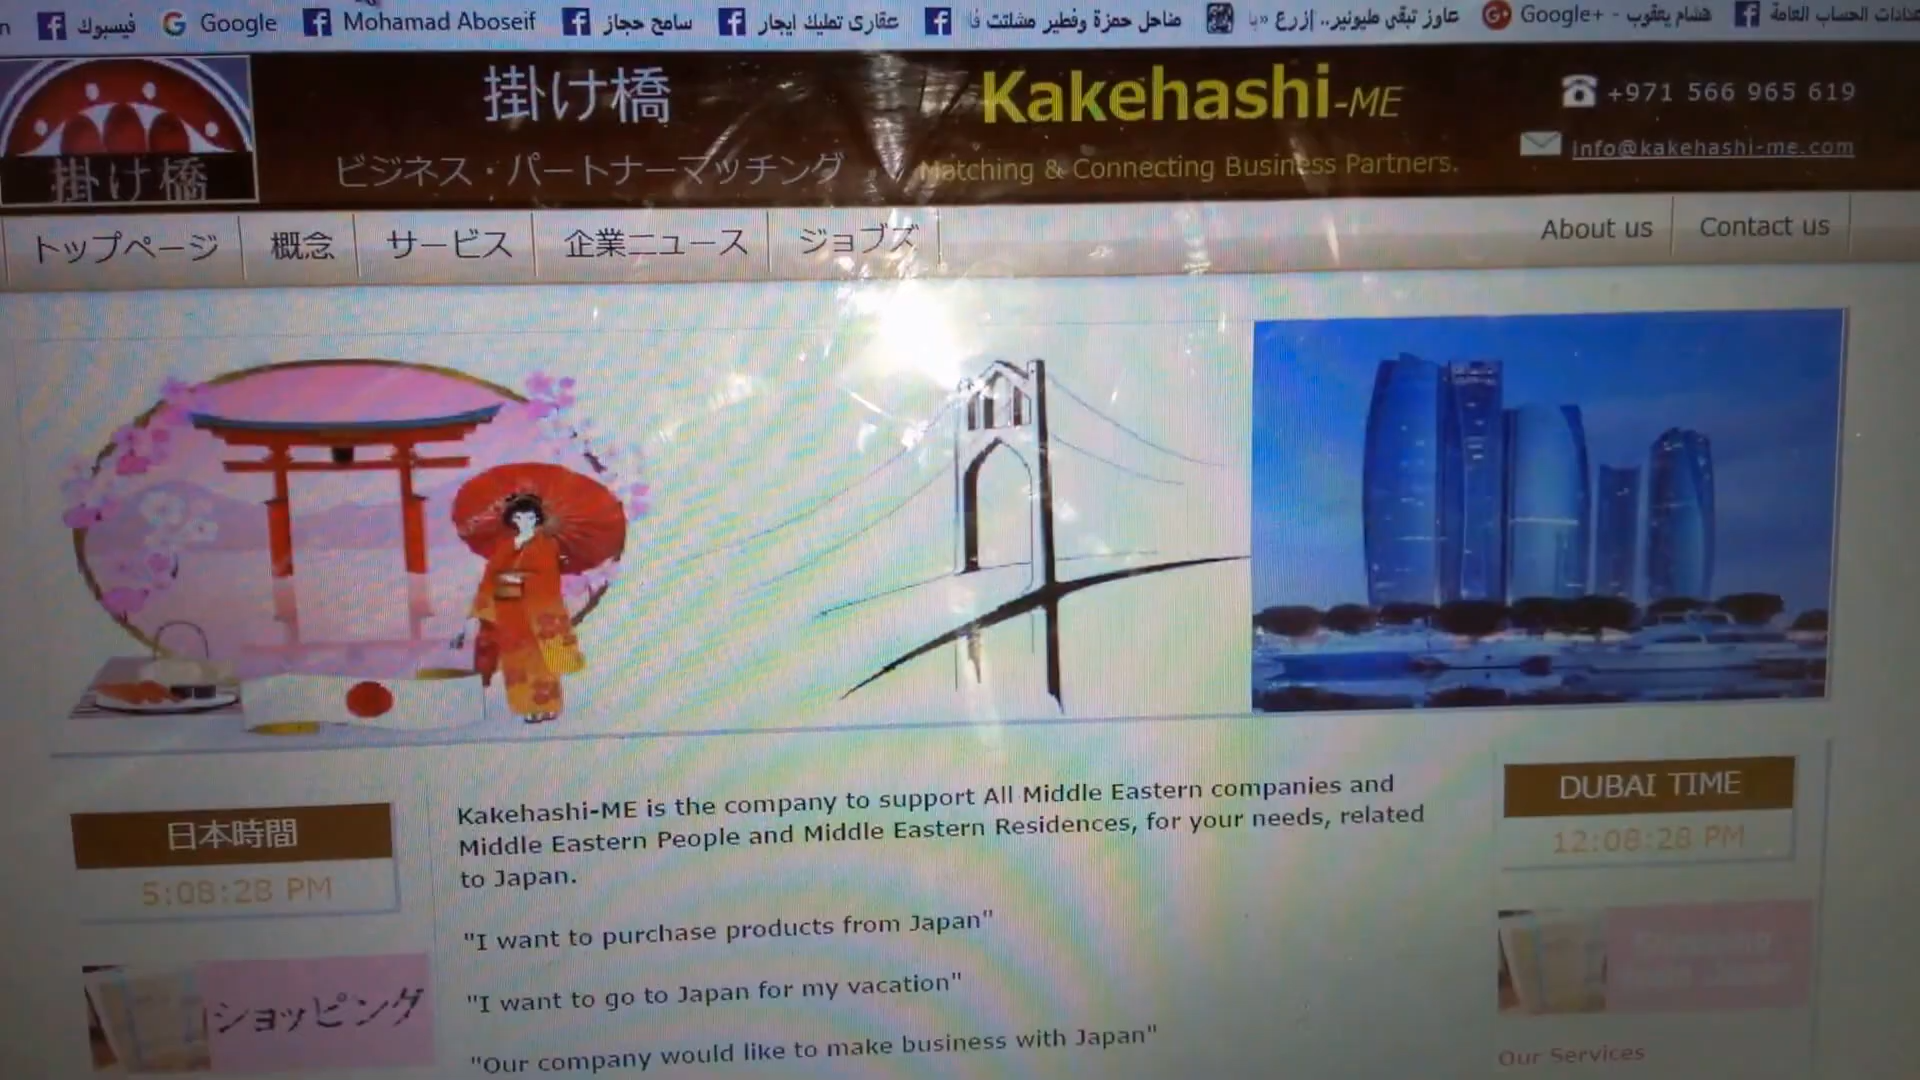 فيسبوك Google Mohamad Aboseif سامح حجاز عقارى تمليك ايجار مناحل حمزة وفطير مشلتت عاوز تبقى مليونير.. إزرع هشام يعقوب - Google+ الحساب العامة
掛け橋
Kakehashi-ME
+971 566 965 619
掛け橋
ビジネス・パートナーマッチング
Matching & Connecting Business Partners.
info@kakehashi-me.com
トップページ 概念 サービス 企業ニュース ジョブズ About us Contact us
日本時間
5:08:28 PM
ショッピング
Kakehashi-ME is the company to support All Middle Eastern companies and
Middle Eastern People and Middle Eastern Residences, for your needs, related
to Japan.
"I want to purchase products from Japan"
"I want to go to Japan for my vacation"
"Our company would like to make business with Japan"
DUBAI TIME
12:08:28 PM
Our Services